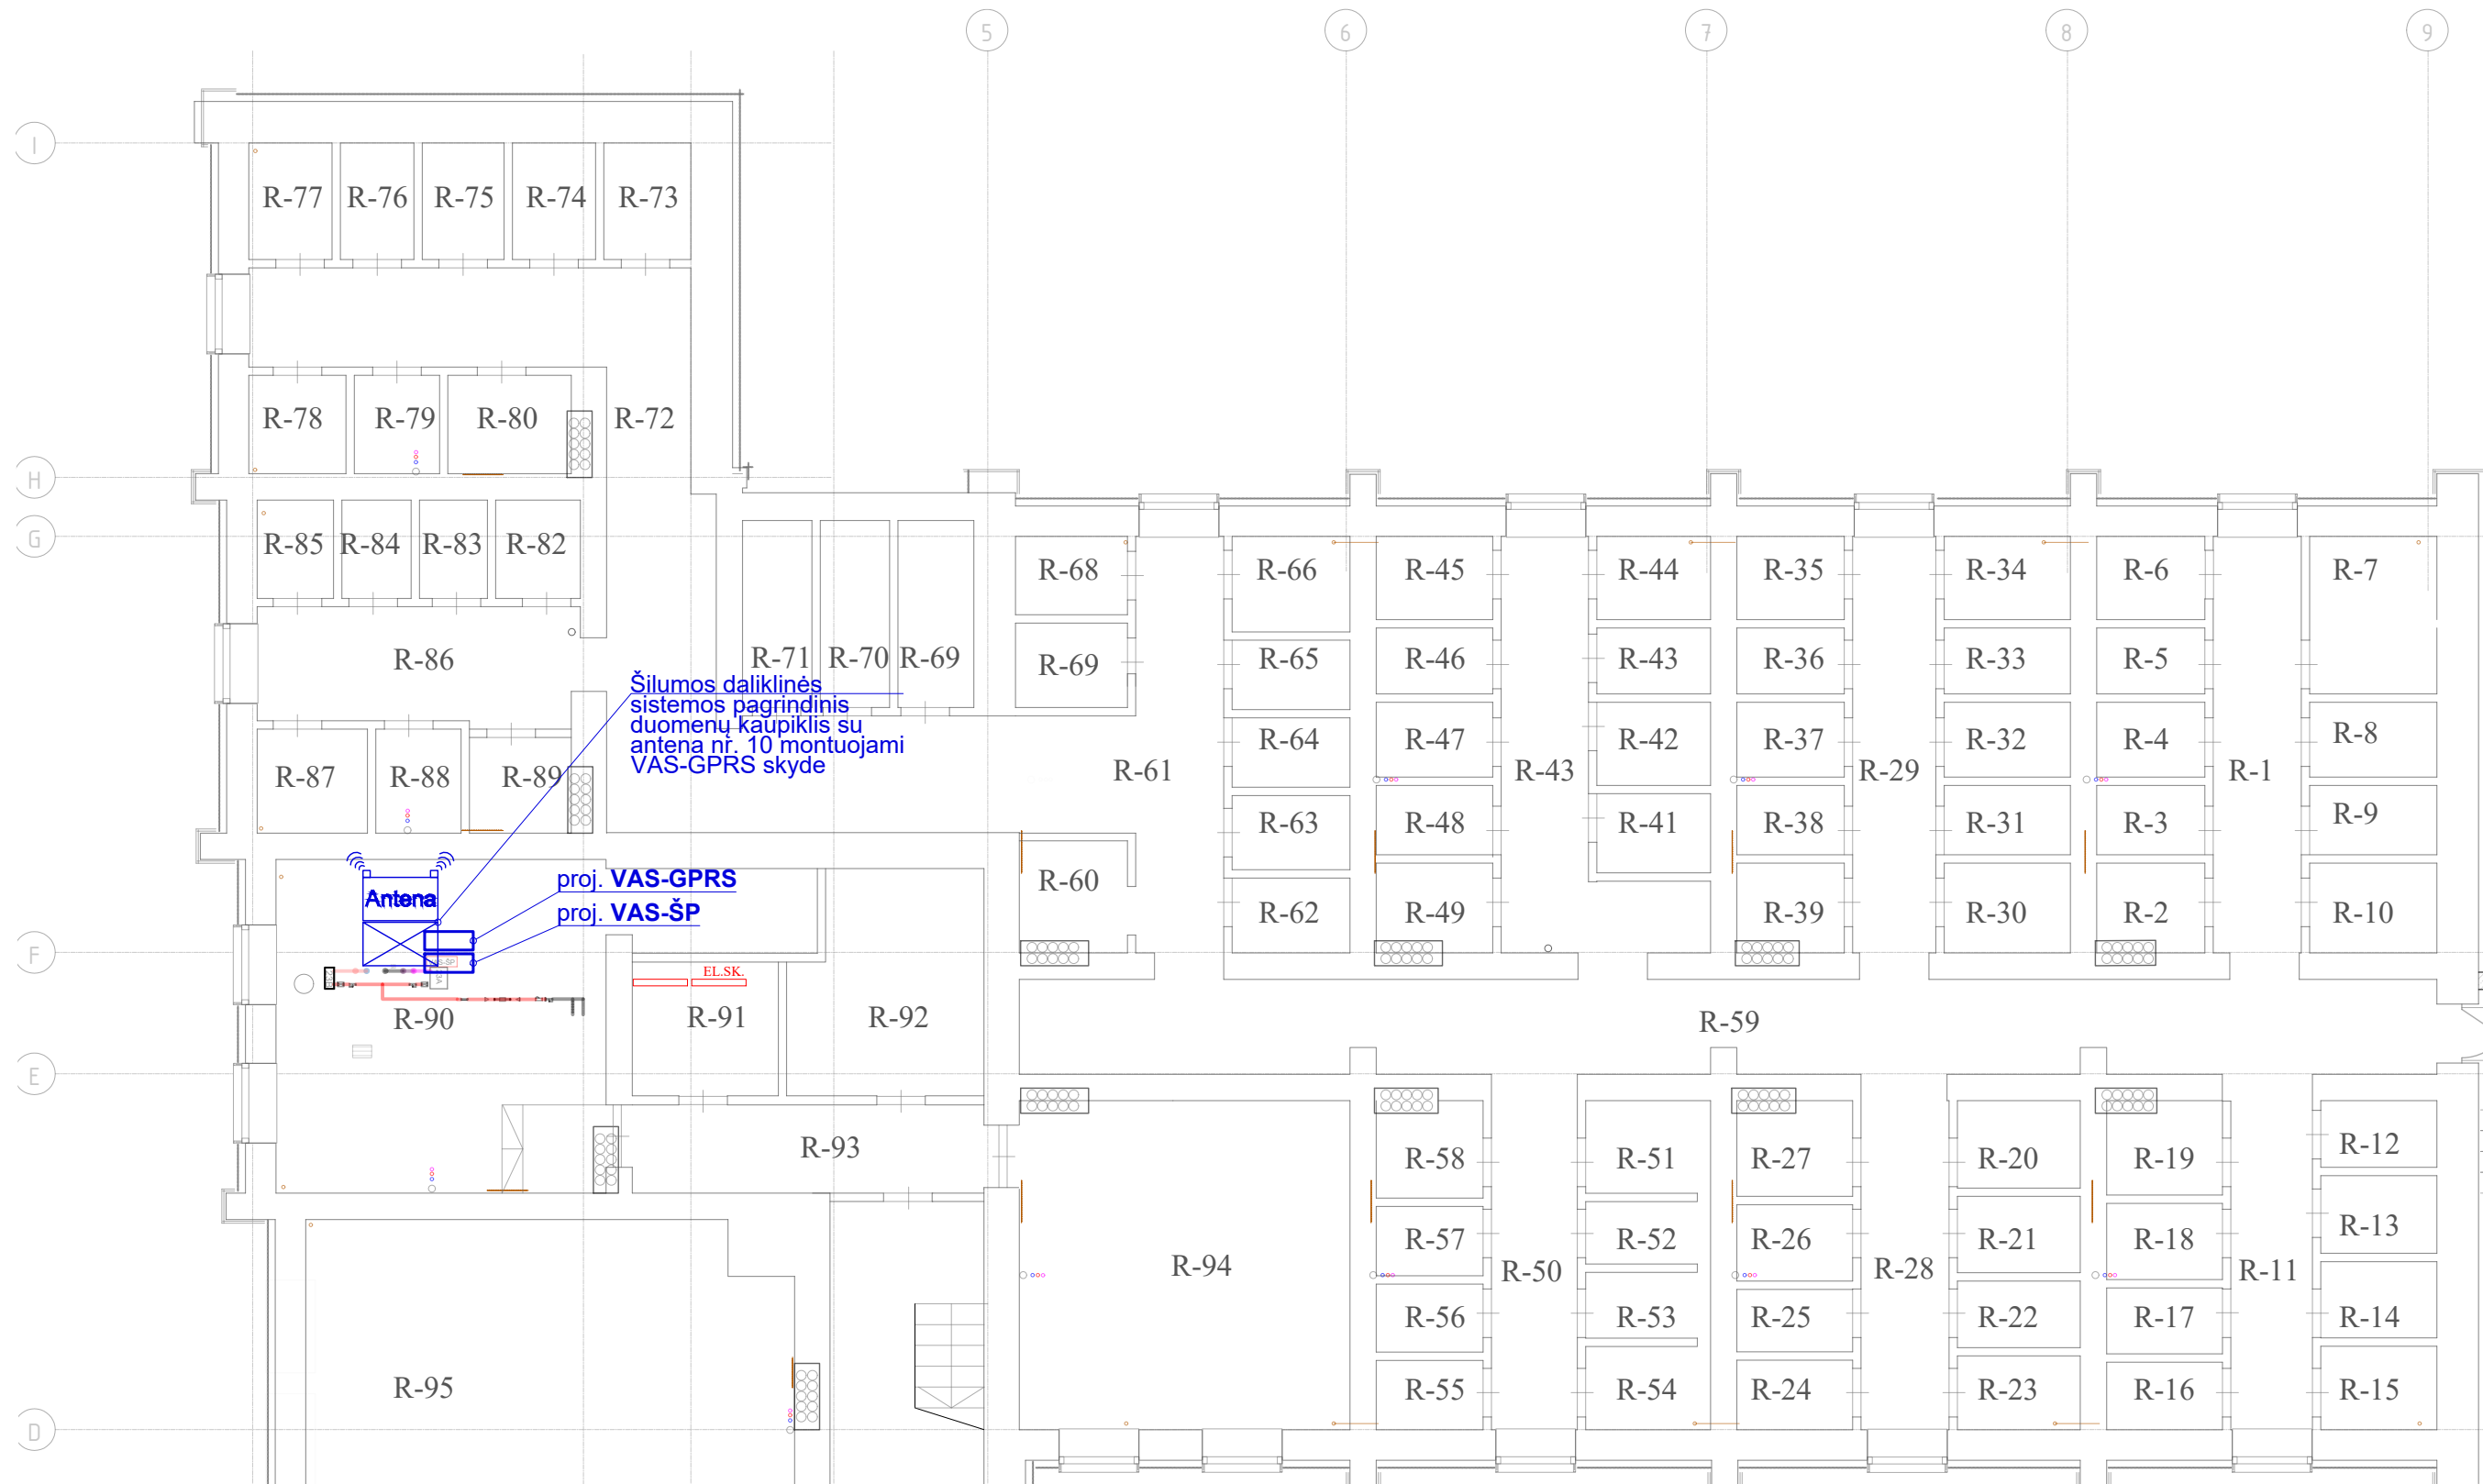 5 6 7 8 9
I
R-77 R-76 R-75 R-74 R-73
R-78 R-79 R-80 R-72
H
G
R-85 R-84 R-83 R-82
R-68 R-66 R-45 R-44 R-35 R-34 R-6 R-7
R-86 R-71 R-70 R-69 R-69 R-65 R-46 R-43 R-36 R-33 R-5
Šilumos daliklinės
sistemos pagrindinis
duomenų kaupiklis su
antena nr. 10 montuojami
VAS-GPRS skyde
R-64 R-47 R-42 R-37 R-32 R-4 R-8
R-87 R-88 R-89 R-61 R-43 R-29 R-1
R-63 R-48 R-41 R-38 R-31 R-3 R-9
Antena
proj. VAS-GPRS
proj. VAS-ŠP
R-60 R-62 R-49 R-39 R-30 R-2 R-10
F
EL.SK.
R-90 R-91 R-92 R-59
E
R-93 R-58 R-51 R-27 R-20 R-19 R-12
R-57 R-52 R-26 R-21 R-18 R-13
R-94 R-50 R-28 R-11
R-56 R-53 R-25 R-22 R-17 R-14
R-95 R-55 R-54 R-24 R-23 R-16 R-15
D